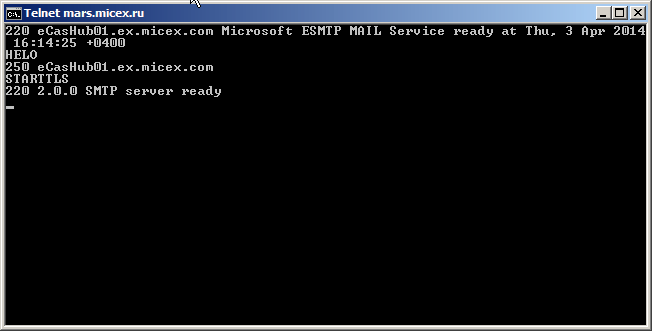 Telnet mars.micex.ru
220 eCasHub01.ex.micex.com Microsoft ESMTP MAIL Service ready at Thu, 3 Apr 2014
16:14:25 +0400
HELO
250 eCasHub01.ex.micex.com
STARTTLS
220 2.0.0 SMTP server ready